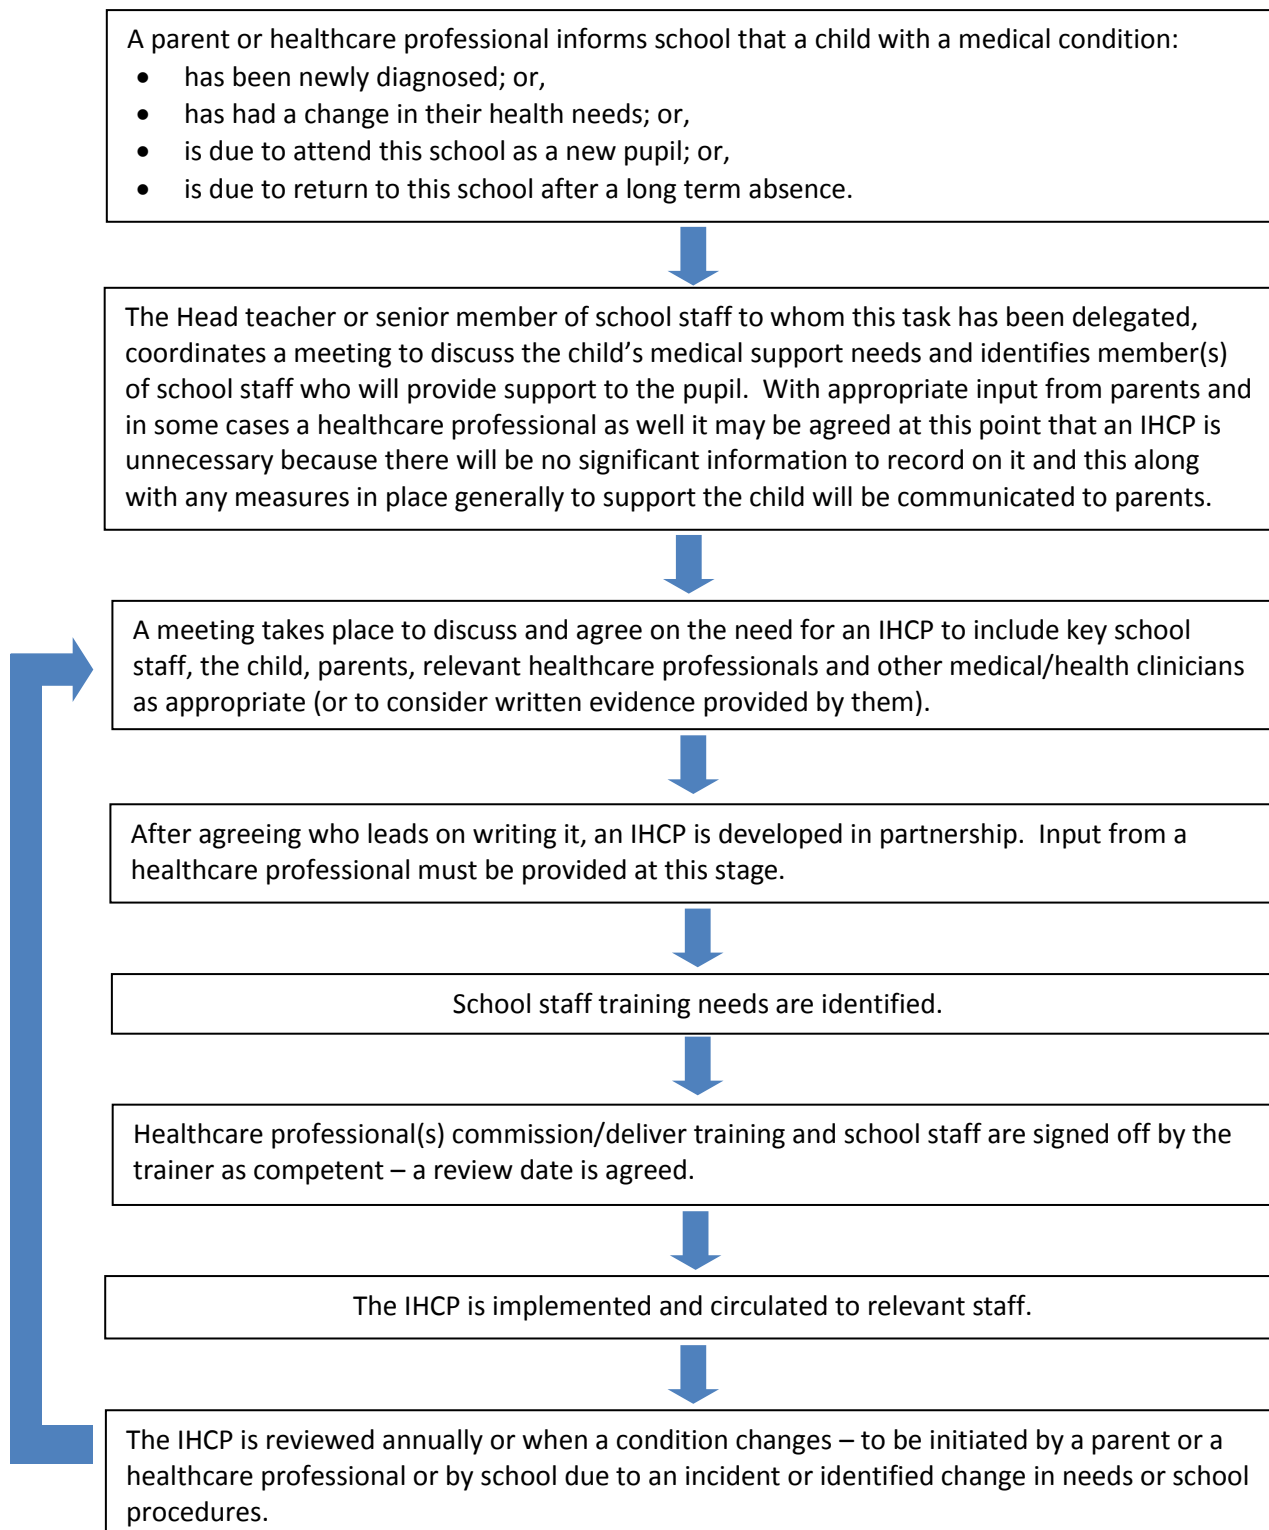 A parent or healthcare professional informs school that a child with a medical condition:
• has been newly diagnosed; or,
• has had a change in their health needs; or,
• is due to attend this school as a new pupil; or,
• is due to return to this school after a long term absence.
The Head teacher or senior member of school staff to whom this task has been delegated,
coordinates a meeting to discuss the child’s medical support needs and identifies member(s)
of school staff who will provide support to the pupil.  With appropriate input from parents and
in some cases a healthcare professional as well it may be agreed at this point that an IHCP is
unnecessary because there will be no significant information to record on it and this along
with any measures in place generally to support the child will be communicated to parents.
A meeting takes place to discuss and agree on the need for an IHCP to include key school
staff, the child, parents, relevant healthcare professionals and other medical/health clinicians
as appropriate (or to consider written evidence provided by them).
After agreeing who leads on writing it, an IHCP is developed in partnership.  Input from a
healthcare professional must be provided at this stage.
School staff training needs are identified.
Healthcare professional(s) commission/deliver training and school staff are signed off by the
trainer as competent – a review date is agreed.
The IHCP is implemented and circulated to relevant staff.
The IHCP is reviewed annually or when a condition changes – to be initiated by a parent or a
healthcare professional or by school due to an incident or identified change in needs or school
procedures.